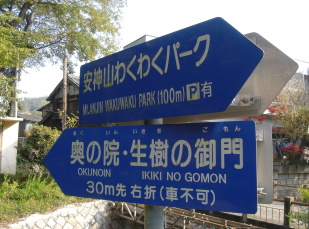 安神山わくわくパーク
Mt.ANJIN WAKUWAKU PARK (100m) P有
おく いん いきき ごもん
奥の院・生樹の御門
OKUNOIN IKIKI NO GOMON
30m先 右折(車不可)